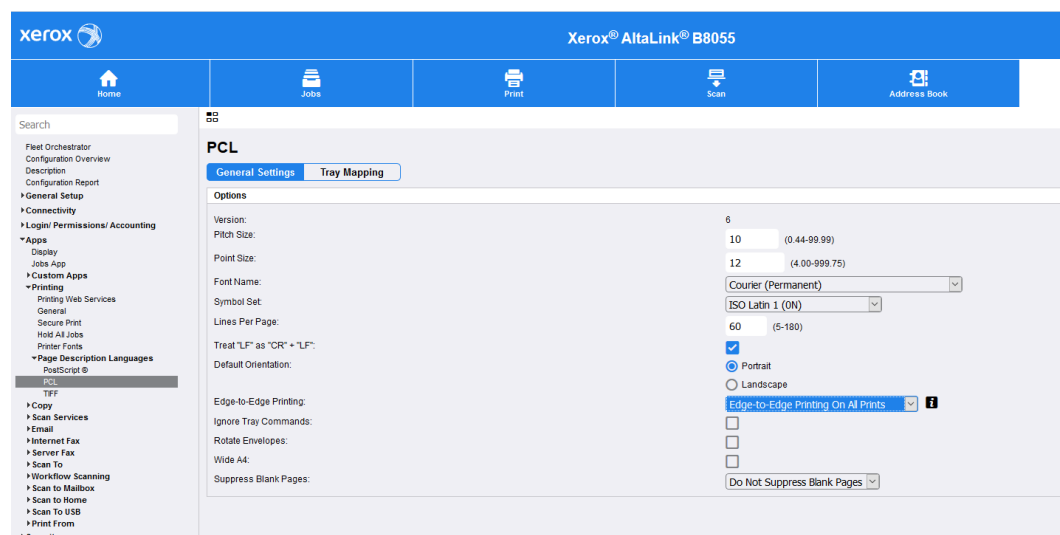 xerox
Xerox® AltaLink® B8055
Home
Jobs
Print
Scan
Address Book
Search
Fleet Orchestrator
Configuration Overview
Description
Configuration Report
General Setup
Connectivity
Login/ Permissions/ Accounting
Apps
Display
Jobs App
Custom Apps
Printing
Printing Web Services
General
Secure Print
Hold All Jobs
Printer Fonts
Page Description Languages
PostScript ®
PCL
TIFF
Copy
Scan Services
Email
Internet Fax
Server Fax
Scan To
Workflow Scanning
Scan to Mailbox
Scan to Home
Scan To USB
Print From
PCL
General Settings
Tray Mapping
Options
Version: 6
Pitch Size: 10 (0.44-99.99)
Point Size: 12 (4.00-999.75)
Font Name: Courier (Permanent)
Symbol Set: ISO Latin 1 (0N)
Lines Per Page: 60 (5-180)
Treat "LF" as "CR" + "LF":
Default Orientation: Portrait
Landscape
Edge-to-Edge Printing: Edge-to-Edge Printing On All Prints i
Ignore Tray Commands:
Rotate Envelopes:
Wide A4:
Suppress Blank Pages: Do Not Suppress Blank Pages